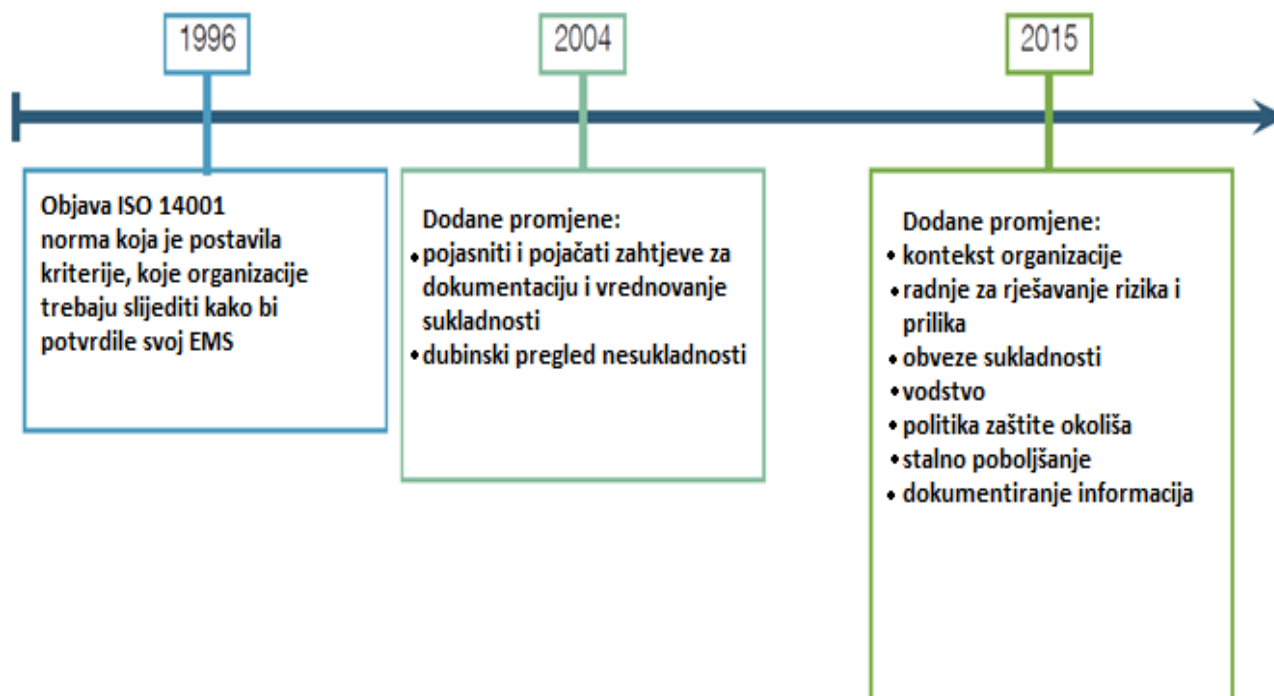 1996
2004
2015
Objava ISO 14001
norma koja je postavila
kriterije, koje organizacije
trebaju slijediti kako bi
potvrdile svoj EMS
Dodane promjene:
• pojasniti i pojačati zahtjeve za
dokumentaciju i vrednovanje
sukladnosti
• dubinski pregled nesukladnosti
Dodane promjene:
• kontekst organizacije
• radnje za rješavanje rizika i
prilika
• obveze sukladnosti
• vodstvo
• politika zaštite okoliša
• stalno poboljšanje
• dokumentiranje informacija